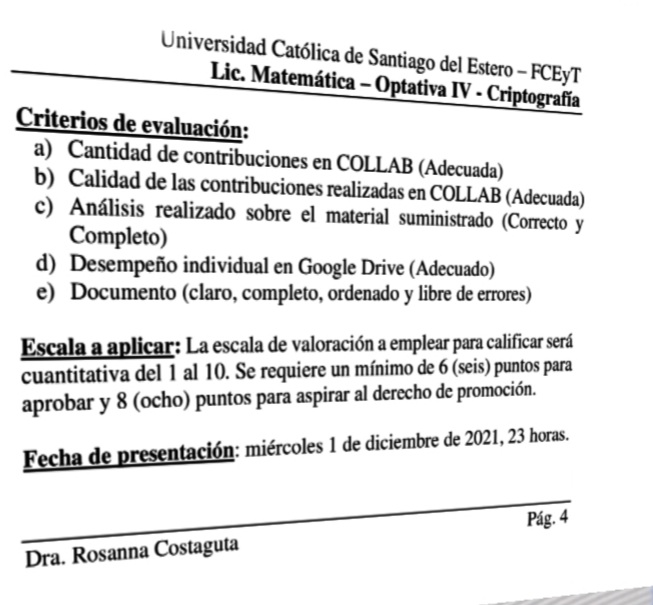 Universidad Católica de Santiago del Estero – FCEyT
Lic. Matemática – Optativa IV - Criptografía
Criterios de evaluación:
a) Cantidad de contribuciones en COLLAB (Adecuada)
b) Calidad de las contribuciones realizadas en COLLAB (Adecuada)
c) Análisis realizado sobre el material suministrado (Correcto y
Completo)
d) Desempeño individual en Google Drive (Adecuado)
e) Documento (claro, completo, ordenado y libre de errores)
Escala a aplicar: La escala de valoración a emplear para calificar será
cuantitativa del 1 al 10. Se requiere un mínimo de 6 (seis) puntos para
aprobar y 8 (ocho) puntos para aspirar al derecho de promoción.
Fecha de presentación: miércoles 1 de diciembre de 2021, 23 horas.
Pág. 4
Dra. Rosanna Costaguta